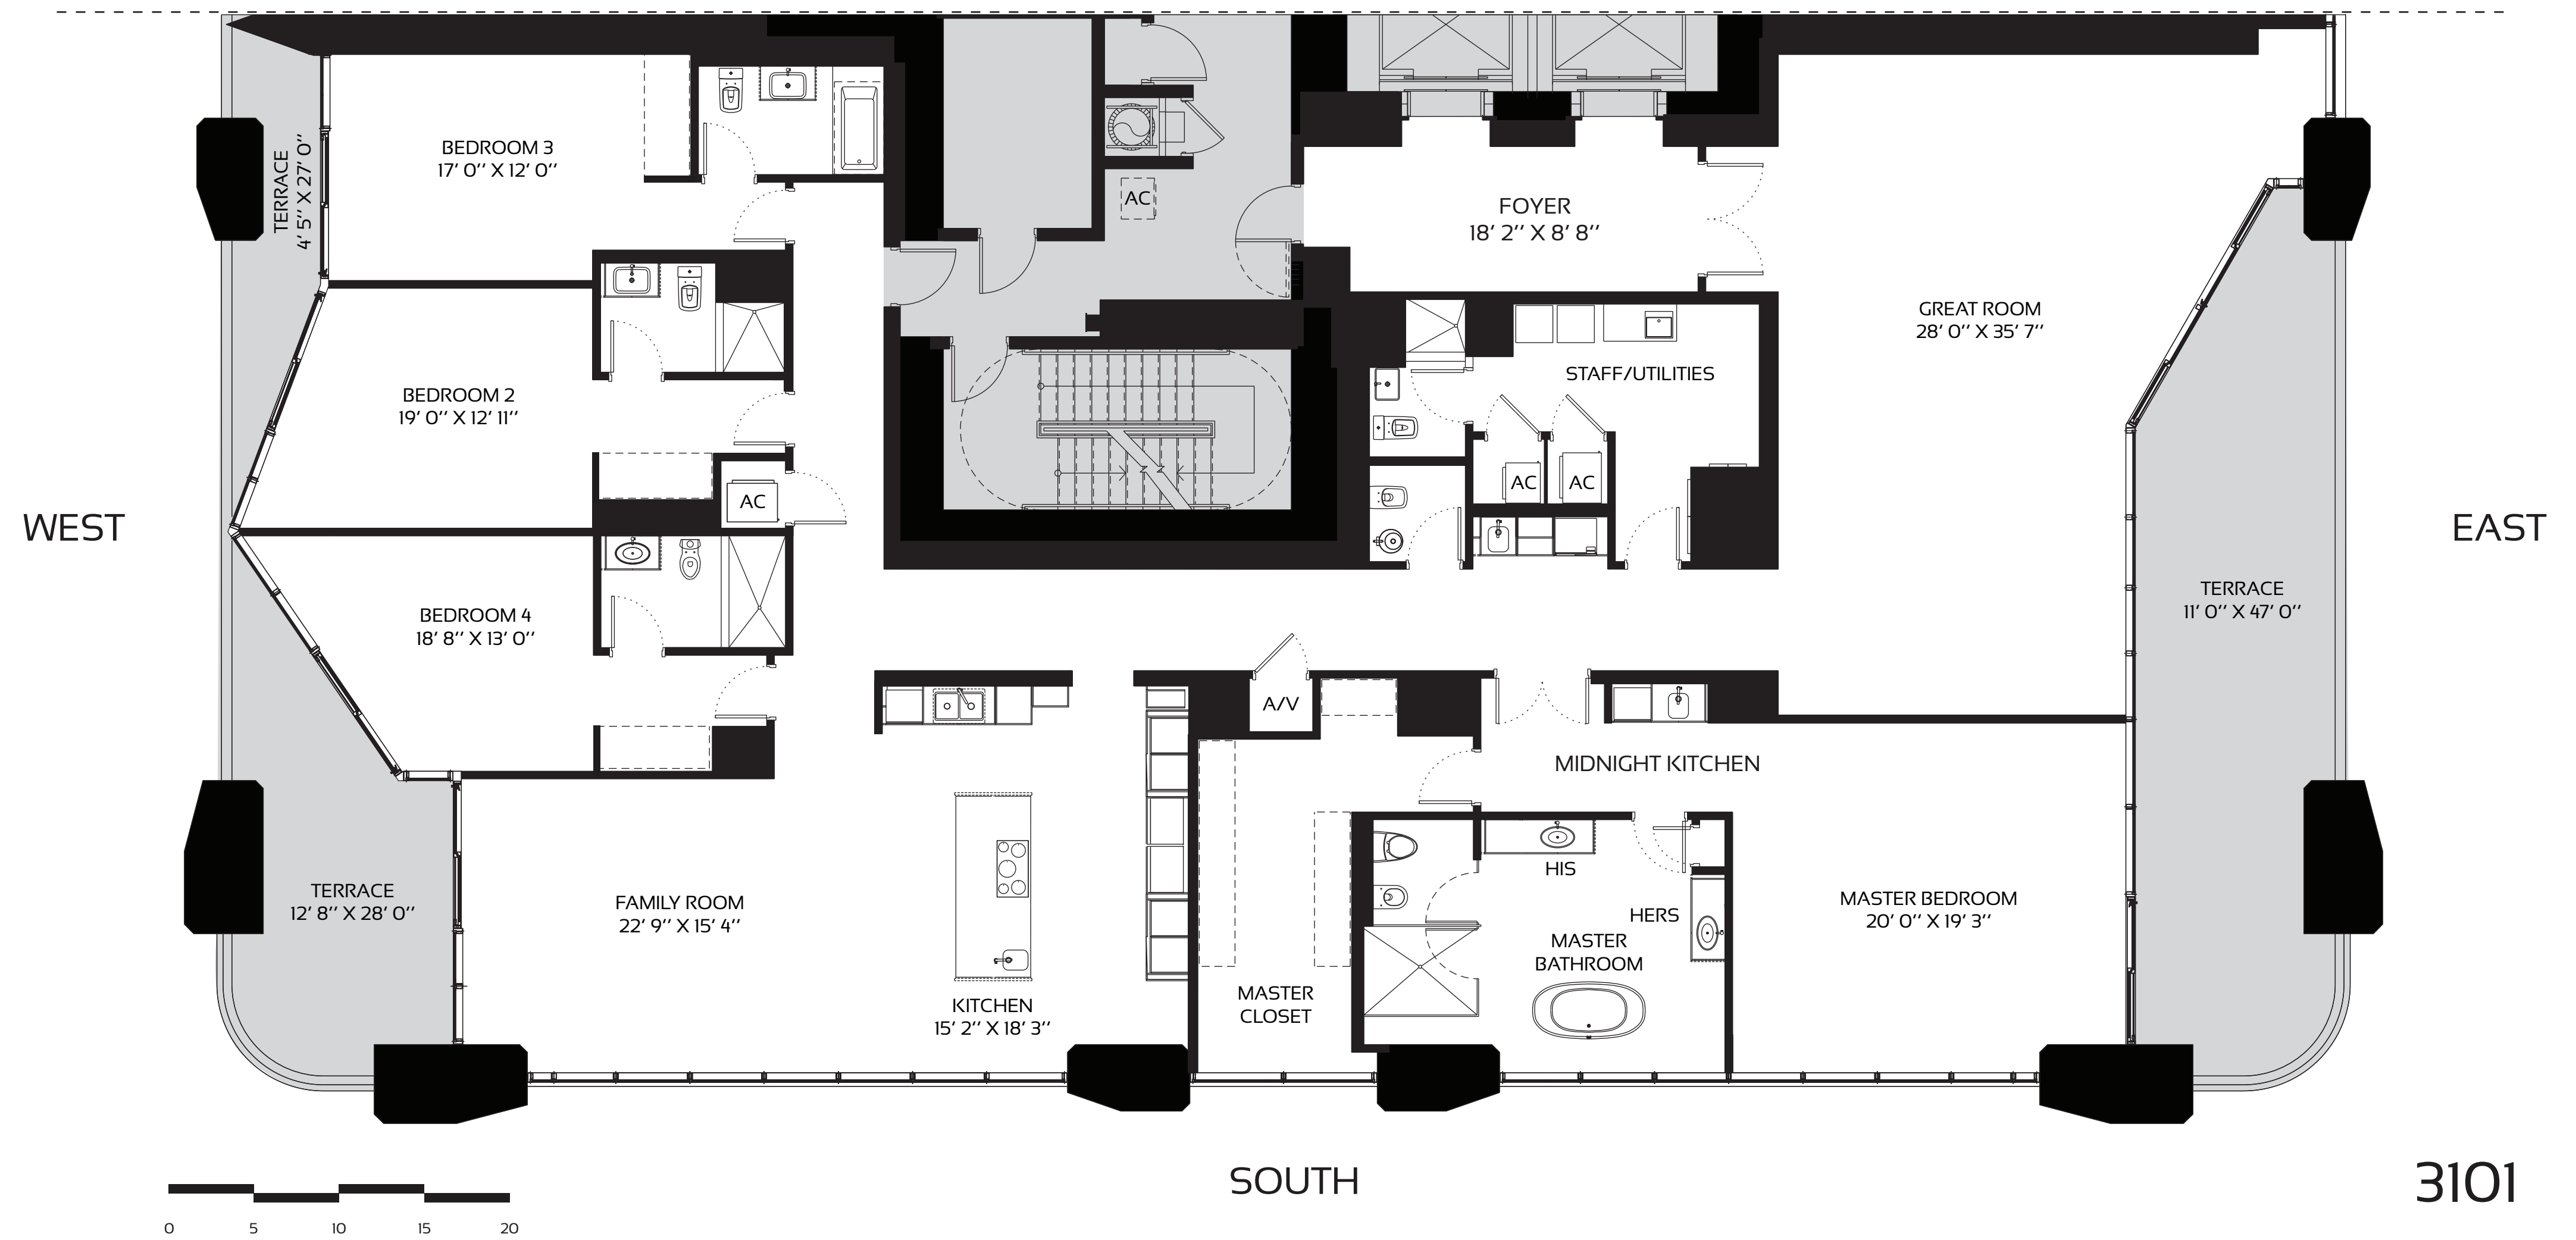 BEDROOM 3
17' 0'' X 12' 0''
TERRACE
4' 5'' X 27' 0''
AC
FOYER
18' 2'' X 8' 8''
GREAT ROOM
28' 0'' X 35' 7''
STAFF/UTILITIES
BEDROOM 2
19' 0'' X 12' 11''
AC
AC
AC
WEST
EAST
BEDROOM 4
18' 8'' X 13' 0''
TERRACE
11' 0'' X 47' 0''
A/V
MIDNIGHT KITCHEN
HIS
TERRACE
12' 8'' X 28' 0''
FAMILY ROOM
22' 9'' X 15' 4''
HERS
MASTER BEDROOM
20' 0'' X 19' 3''
MASTER
BATHROOM
MASTER
CLOSET
KITCHEN
15' 2'' X 18' 3''
SOUTH
3101
0 5 10 15 20